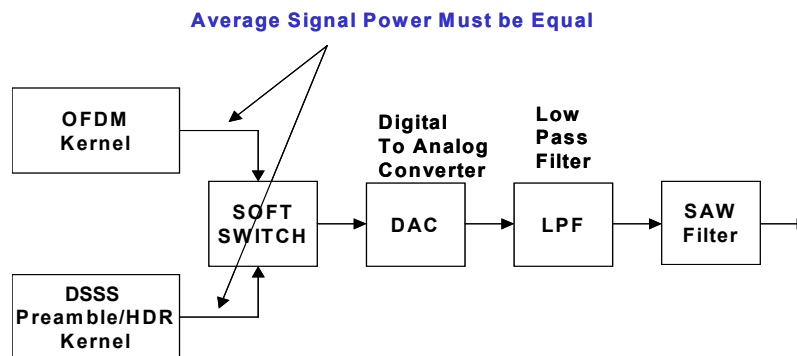 Average Signal Power Must be Equal
OFDM
Kernel
Digital
To Analog
Converter
Low
Pass
Filter
SOFT
SWITCH
DAC
LPF
SAW
Filter
DSSS
Preamble/HDR
Kernel